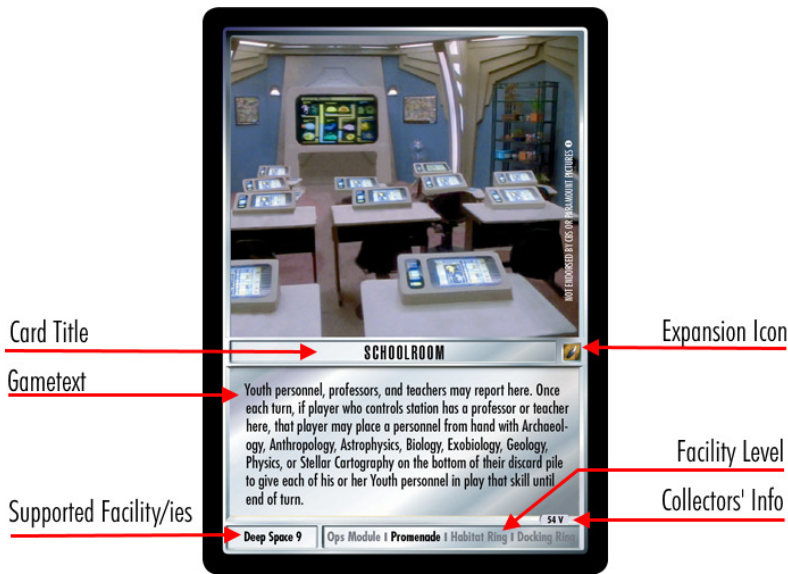 NOT ENDORSED BY CBS OR PARAMOUNT PICTURES
Card Title
SCHOOLROOM
Expansion Icon
Gametext
Youth personnel, professors, and teachers may report here. Once
each turn, if player who controls station has a professor or teacher
here, that player may place a personnel from hand with Archaeol-
ogy, Anthropology, Astrophysics, Biology, Exobiology, Geology,
Physics, or Stellar Cartography on the bottom of their discard pile
to give each of his or her Youth personnel in play that skill until
end of turn.
Facility Level
Collectors' Info
54 V
Supported Facility/ies
Deep Space 9
Ops Module I Promenade I Habitat Ring I Docking Ring